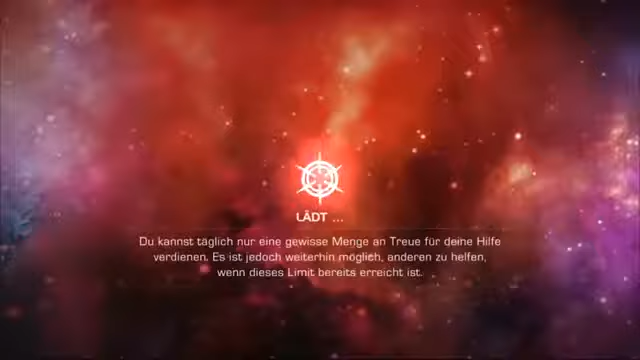 LÄDT ...
Du kannst täglich nur eine gewisse Menge an Treue für deine Hilfe
verdienen. Es ist jedoch weiterhin möglich, anderen zu helfen,
wenn dieses Limit bereits erreicht ist.